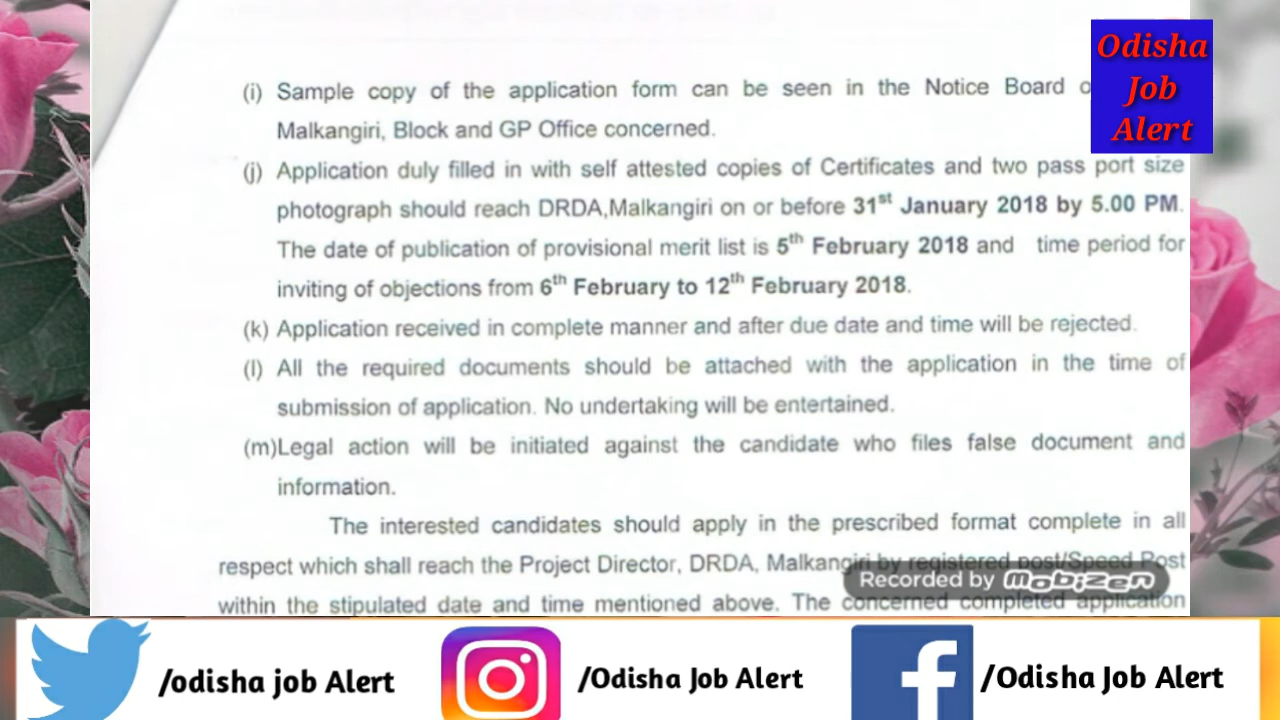 Odisha
Job
Alert
(i) Sample copy of the application form can be seen in the Notice Board
Malkangiri, Block and GP Office concerned.
(j) Application duly filled in with self attested copies of Certificates and two pass port size
photograph should reach DRDA,Malkangiri on or before 31st January 2018 by 5.00 PM.
The date of publication of provisional merit list is 5th February 2018 and time period for
inviting of objections from 6th February to 12th February 2018.
(k) Application received in complete manner and after due date and time will be rejected.
(l) All the required documents should be attached with the application in the time of
submission of application. No undertaking will be entertained.
(m)Legal action will be initiated against the candidate who files false document and
information.
The interested candidates should apply in the prescribed format complete in all
respect which shall reach the Project Director, DRDA, Malkangiri by registered post/Speed Post
within the stipulated date and time mentioned above. The concerned completed application
Recorded by mobizen
/odisha job Alert
/Odisha Job Alert
/Odisha Job Alert